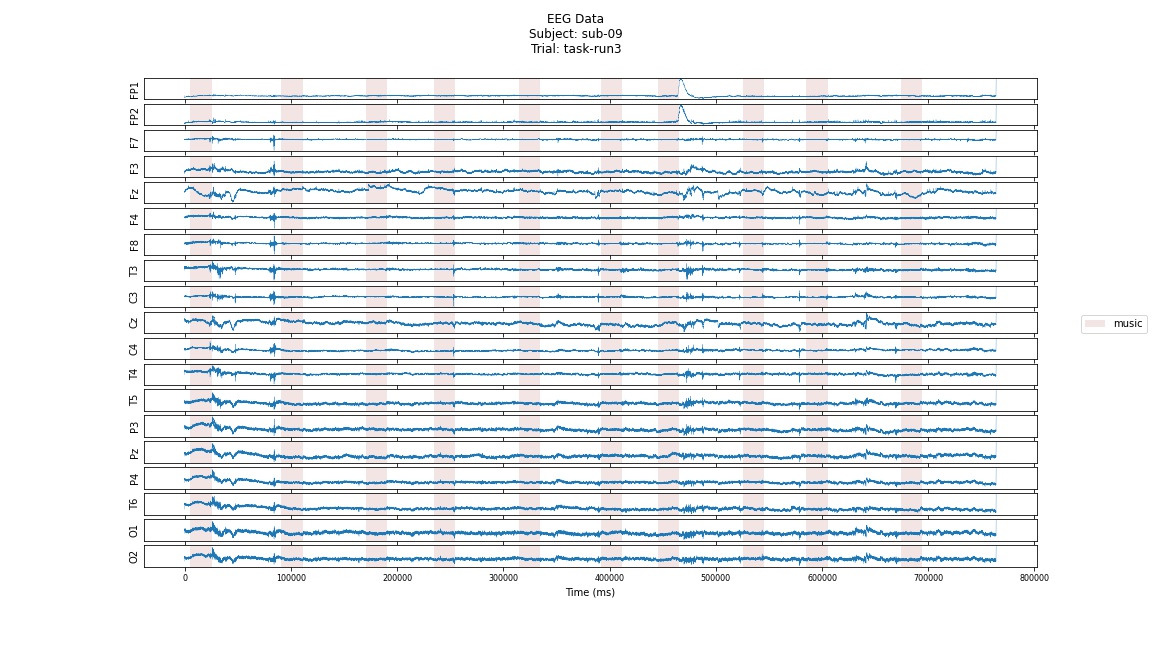 EEG Data
Subject: sub-09
Trial: task-run3
FP1
FP2
F7
F3
Fz
F4
F8
T3
C3
Cz
C4
T4
T5
P3
Pz
P4
T6
O1
O2
music
0 100000 200000 300000 400000 500000 600000 700000 800000
Time (ms)